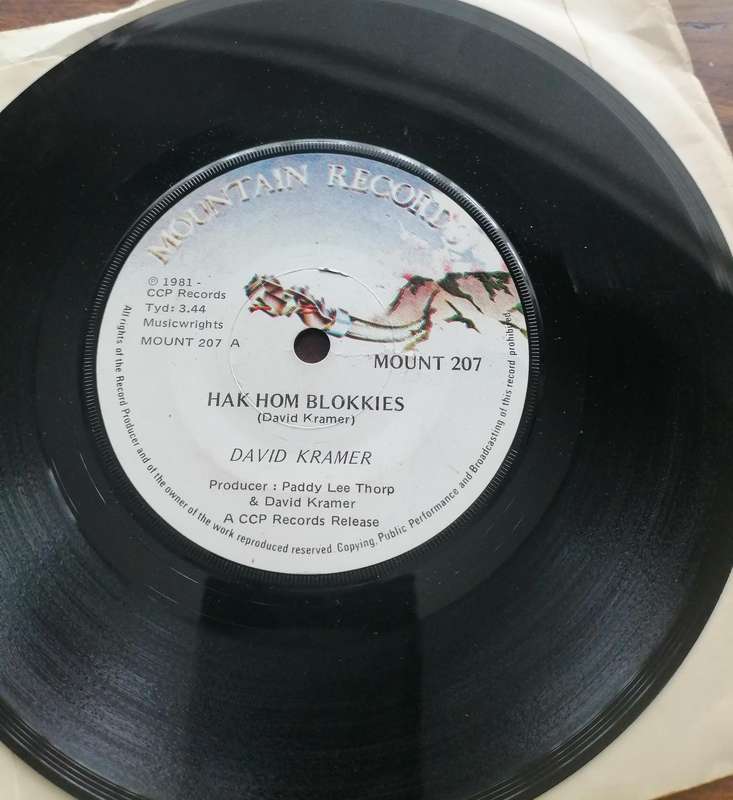 MOUNTAIN RECORDS
℗ 1981 -
CCP Records
Tyd: 3.44
Musicwrights
MOUNT 207 A
MOUNT 207
HAK HOM BLOKKIES
(David Kramer)
DAVID KRAMER
Producer : Paddy Lee Thorp
& David Kramer
A CCP Records Release
All rights of the Record Producer and of the owner of the work reproduced reserved. Copying, Public Performance and Broadcasting of this record prohibited.